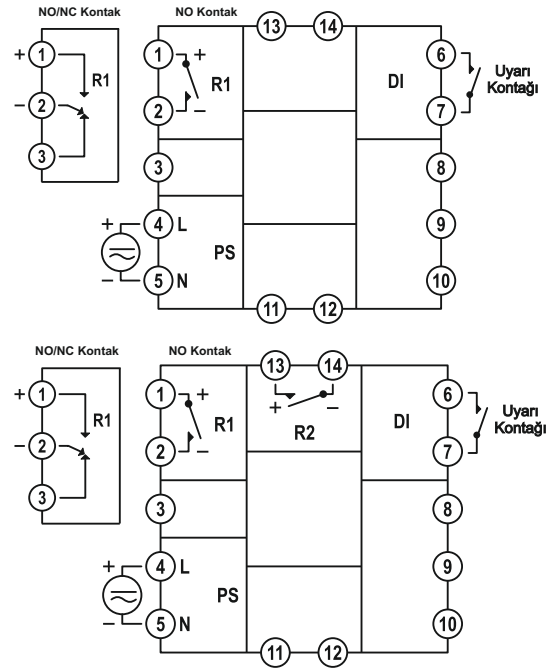 NO/NC Kontak
NO Kontak
13 14
+ 1 R1
- 2
3
1 + R1
2 -
3
+ 4 L
- 5 N
PS
DI
6 Uyarı
7 Kontağı
8
9
10
11 12
NO/NC Kontak
NO Kontak
13 14
+ -
R2
+ 1 R1
- 2
3
1 + R1
2 -
3
+ 4 L
- 5 N
PS
DI
6 Uyarı
7 Kontağı
8
9
10
11 12